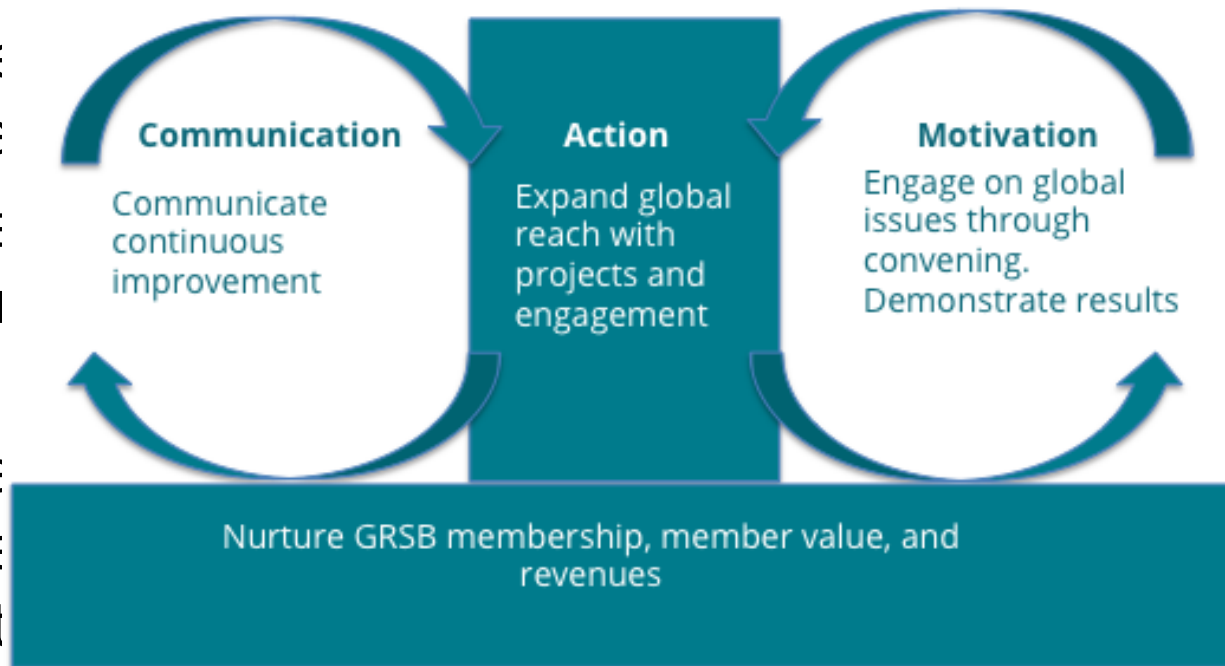 Communication
Communicate
continuous
improvement
Action
Expand global
reach with
projects and
engagement
Motivation
Engage on global
issues through
convening.
Demonstrate results
Nurture GRSB membership, member value, and
revenues